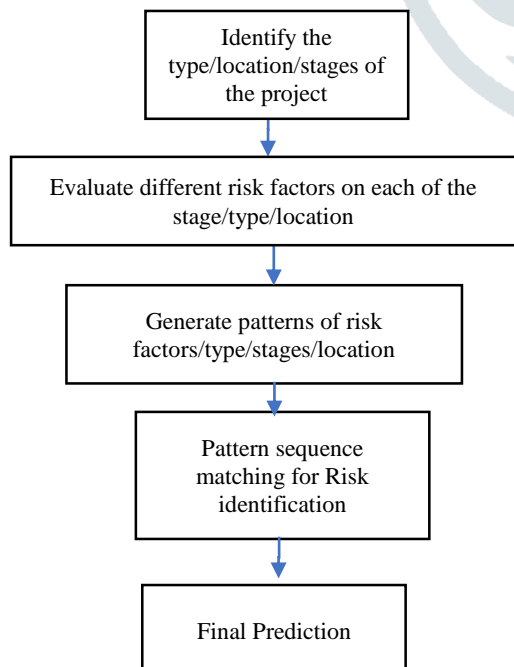 Identify the
type/location/stages of
the project
Evaluate different risk factors on each of the
stage/type/location
Generate patterns of risk
factors/type/stages/location
Pattern sequence
matching for Risk
identification
Final Prediction